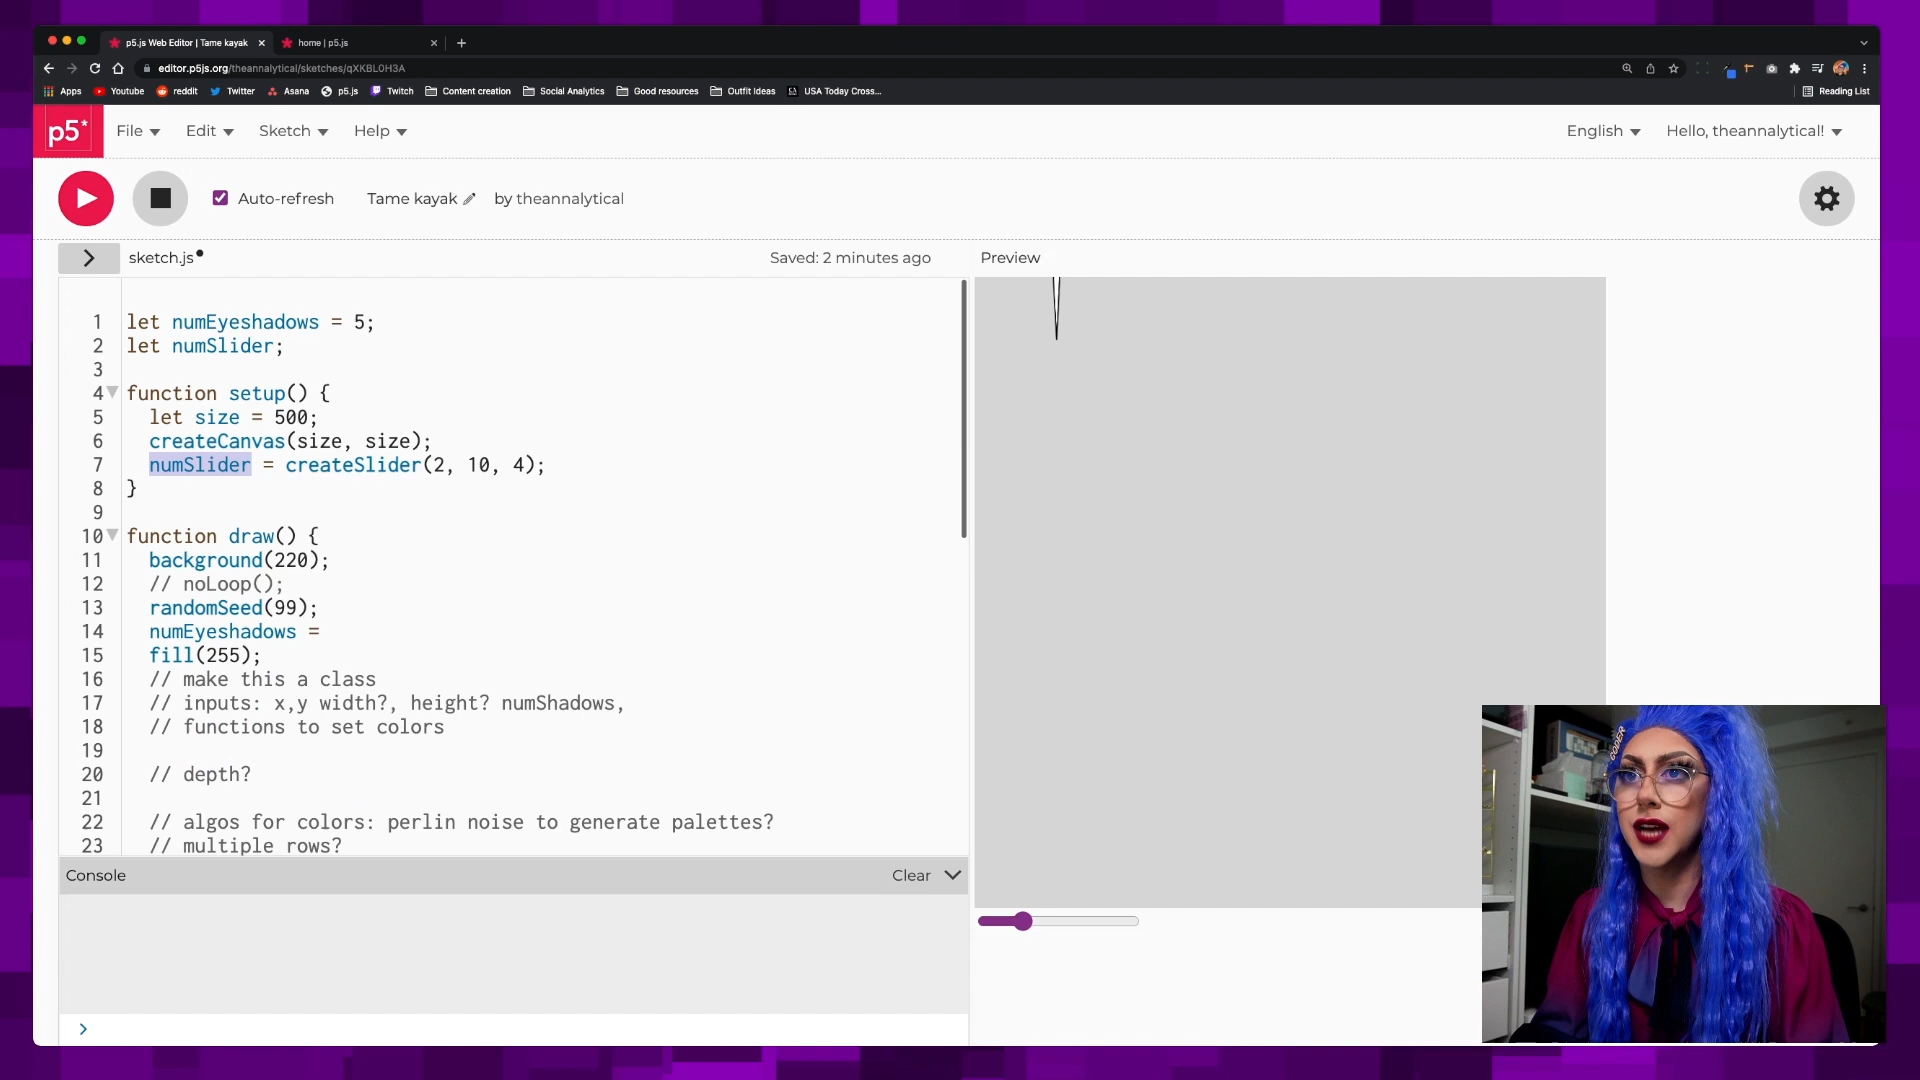 p5.js Web Editor | Tame kayak
home | p5.js
editor.p5js.org/theannalytical/sketches/qXKBL0H3A
Apps Youtube reddit Twitter Asana p5.js Twitch Content creation Social Analytics Good resources Outfit Ideas USA Today Cross... Reading List
p5* File Edit Sketch Help English Hello, theannalytical!
Auto-refresh Tame kayak by theannalytical
sketch.js Saved: 2 minutes ago Preview
1 let numEyeshadows = 5;
2 let numSlider;
3
4 function setup() {
5 let size = 500;
6 createCanvas(size, size);
7 numSlider = createSlider(2, 10, 4);
8 }
9
10 function draw() {
11 background(220);
12 // noLoop();
13 randomSeed(99);
14 numEyeshadows =
15 fill(255);
16 // make this a class
17 // inputs: x,y width?, height? numShadows,
18 // functions to set colors
19
20 // depth?
21
22 // algos for colors: perlin noise to generate palettes?
23 // multiple rows?
Console Clear
>
CODER